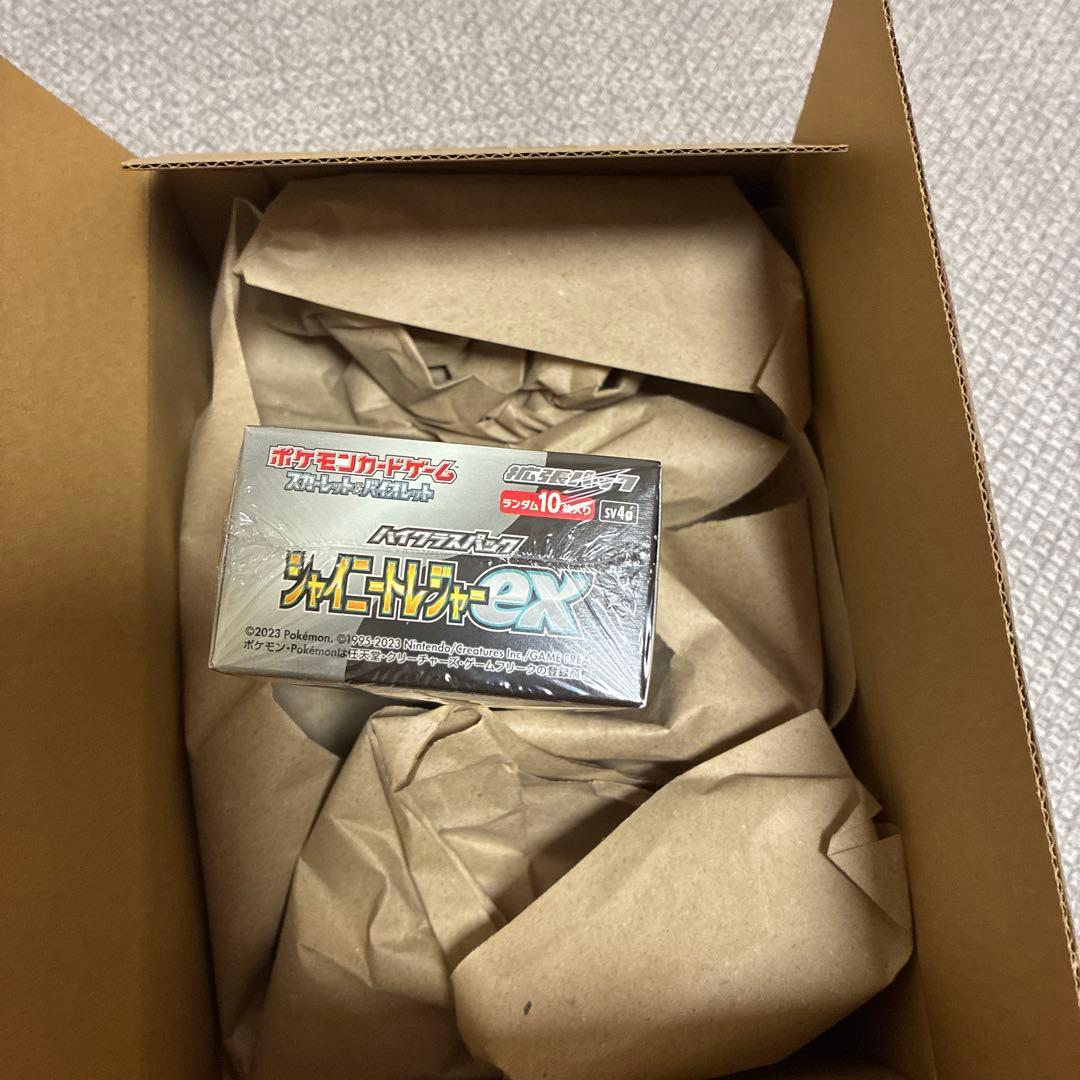 ポケモンカードゲーム
スカーレット&バイオレット
拡張パック
ランダム10枚入り
SV4a
ハイクラスパック
シャイニートレジャーex
©2023 Pokémon. ©1995-2023 Nintendo/Creatures Inc./GAME FREAK
ポケモン・Pokémonは任天堂・クリーチャーズ・ゲームフリークの登録商